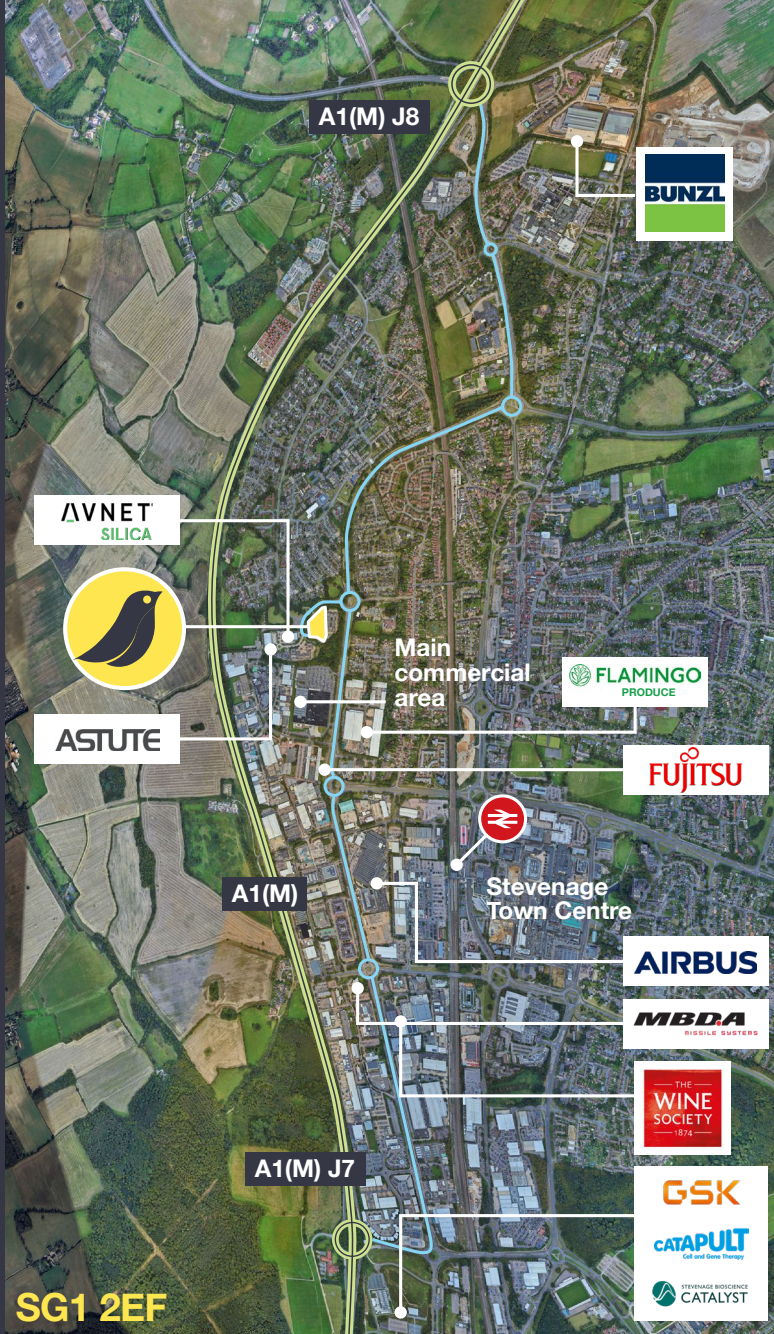 A1(M) J8
BUNZL
AVNET
SILICA
Main
commercial
area
FLAMINGO
PRODUCE
ASTUTE
FUJITSU
A1(M)
Stevenage
Town Centre
AIRBUS
MBDA
MISSILE SYSTEMS
THE
WINE
SOCIETY
1874
A1(M) J7
GSK
CATAPULT
Cell and Gene Therapy
STEVENAGE BIOSCIENCE
CATALYST
SG1 2EF